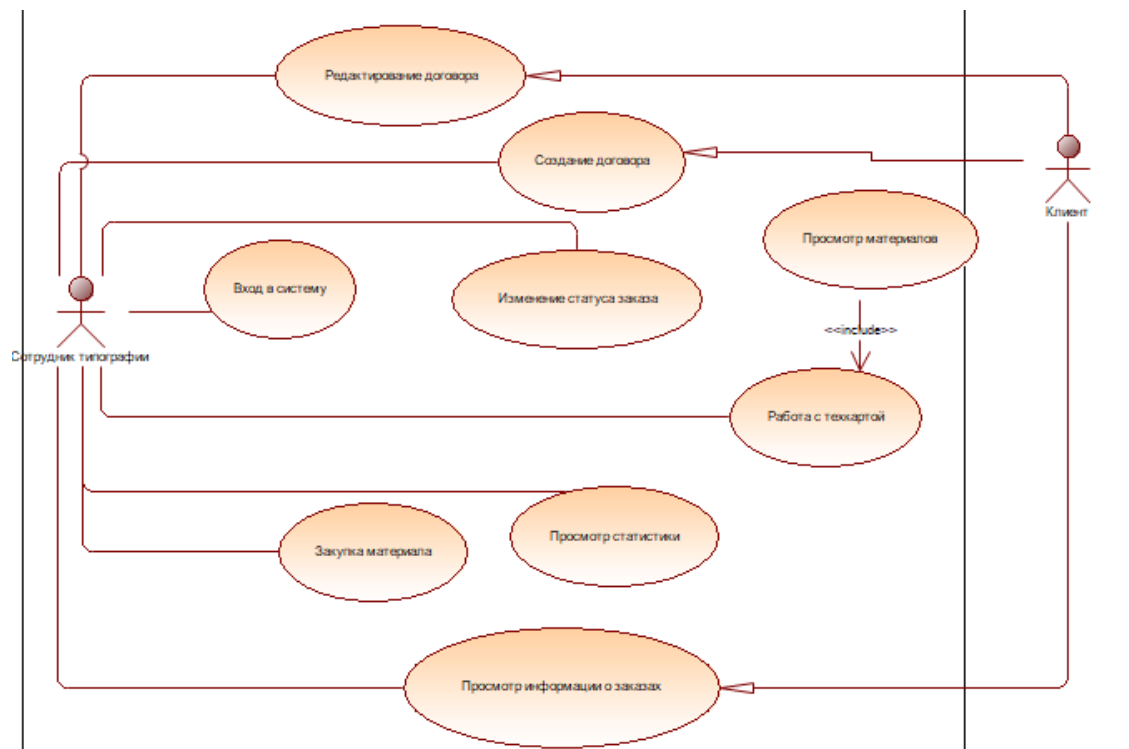 Редактирование договора
Создание договора
Клиент
Просмотр материалов
Вход в систему
Изменение статуса заказа
<<include>>
Сотрудник типографии
Работа с техкартой
Просмотр статистики
Закупка материала
Просмотр информации о заказах